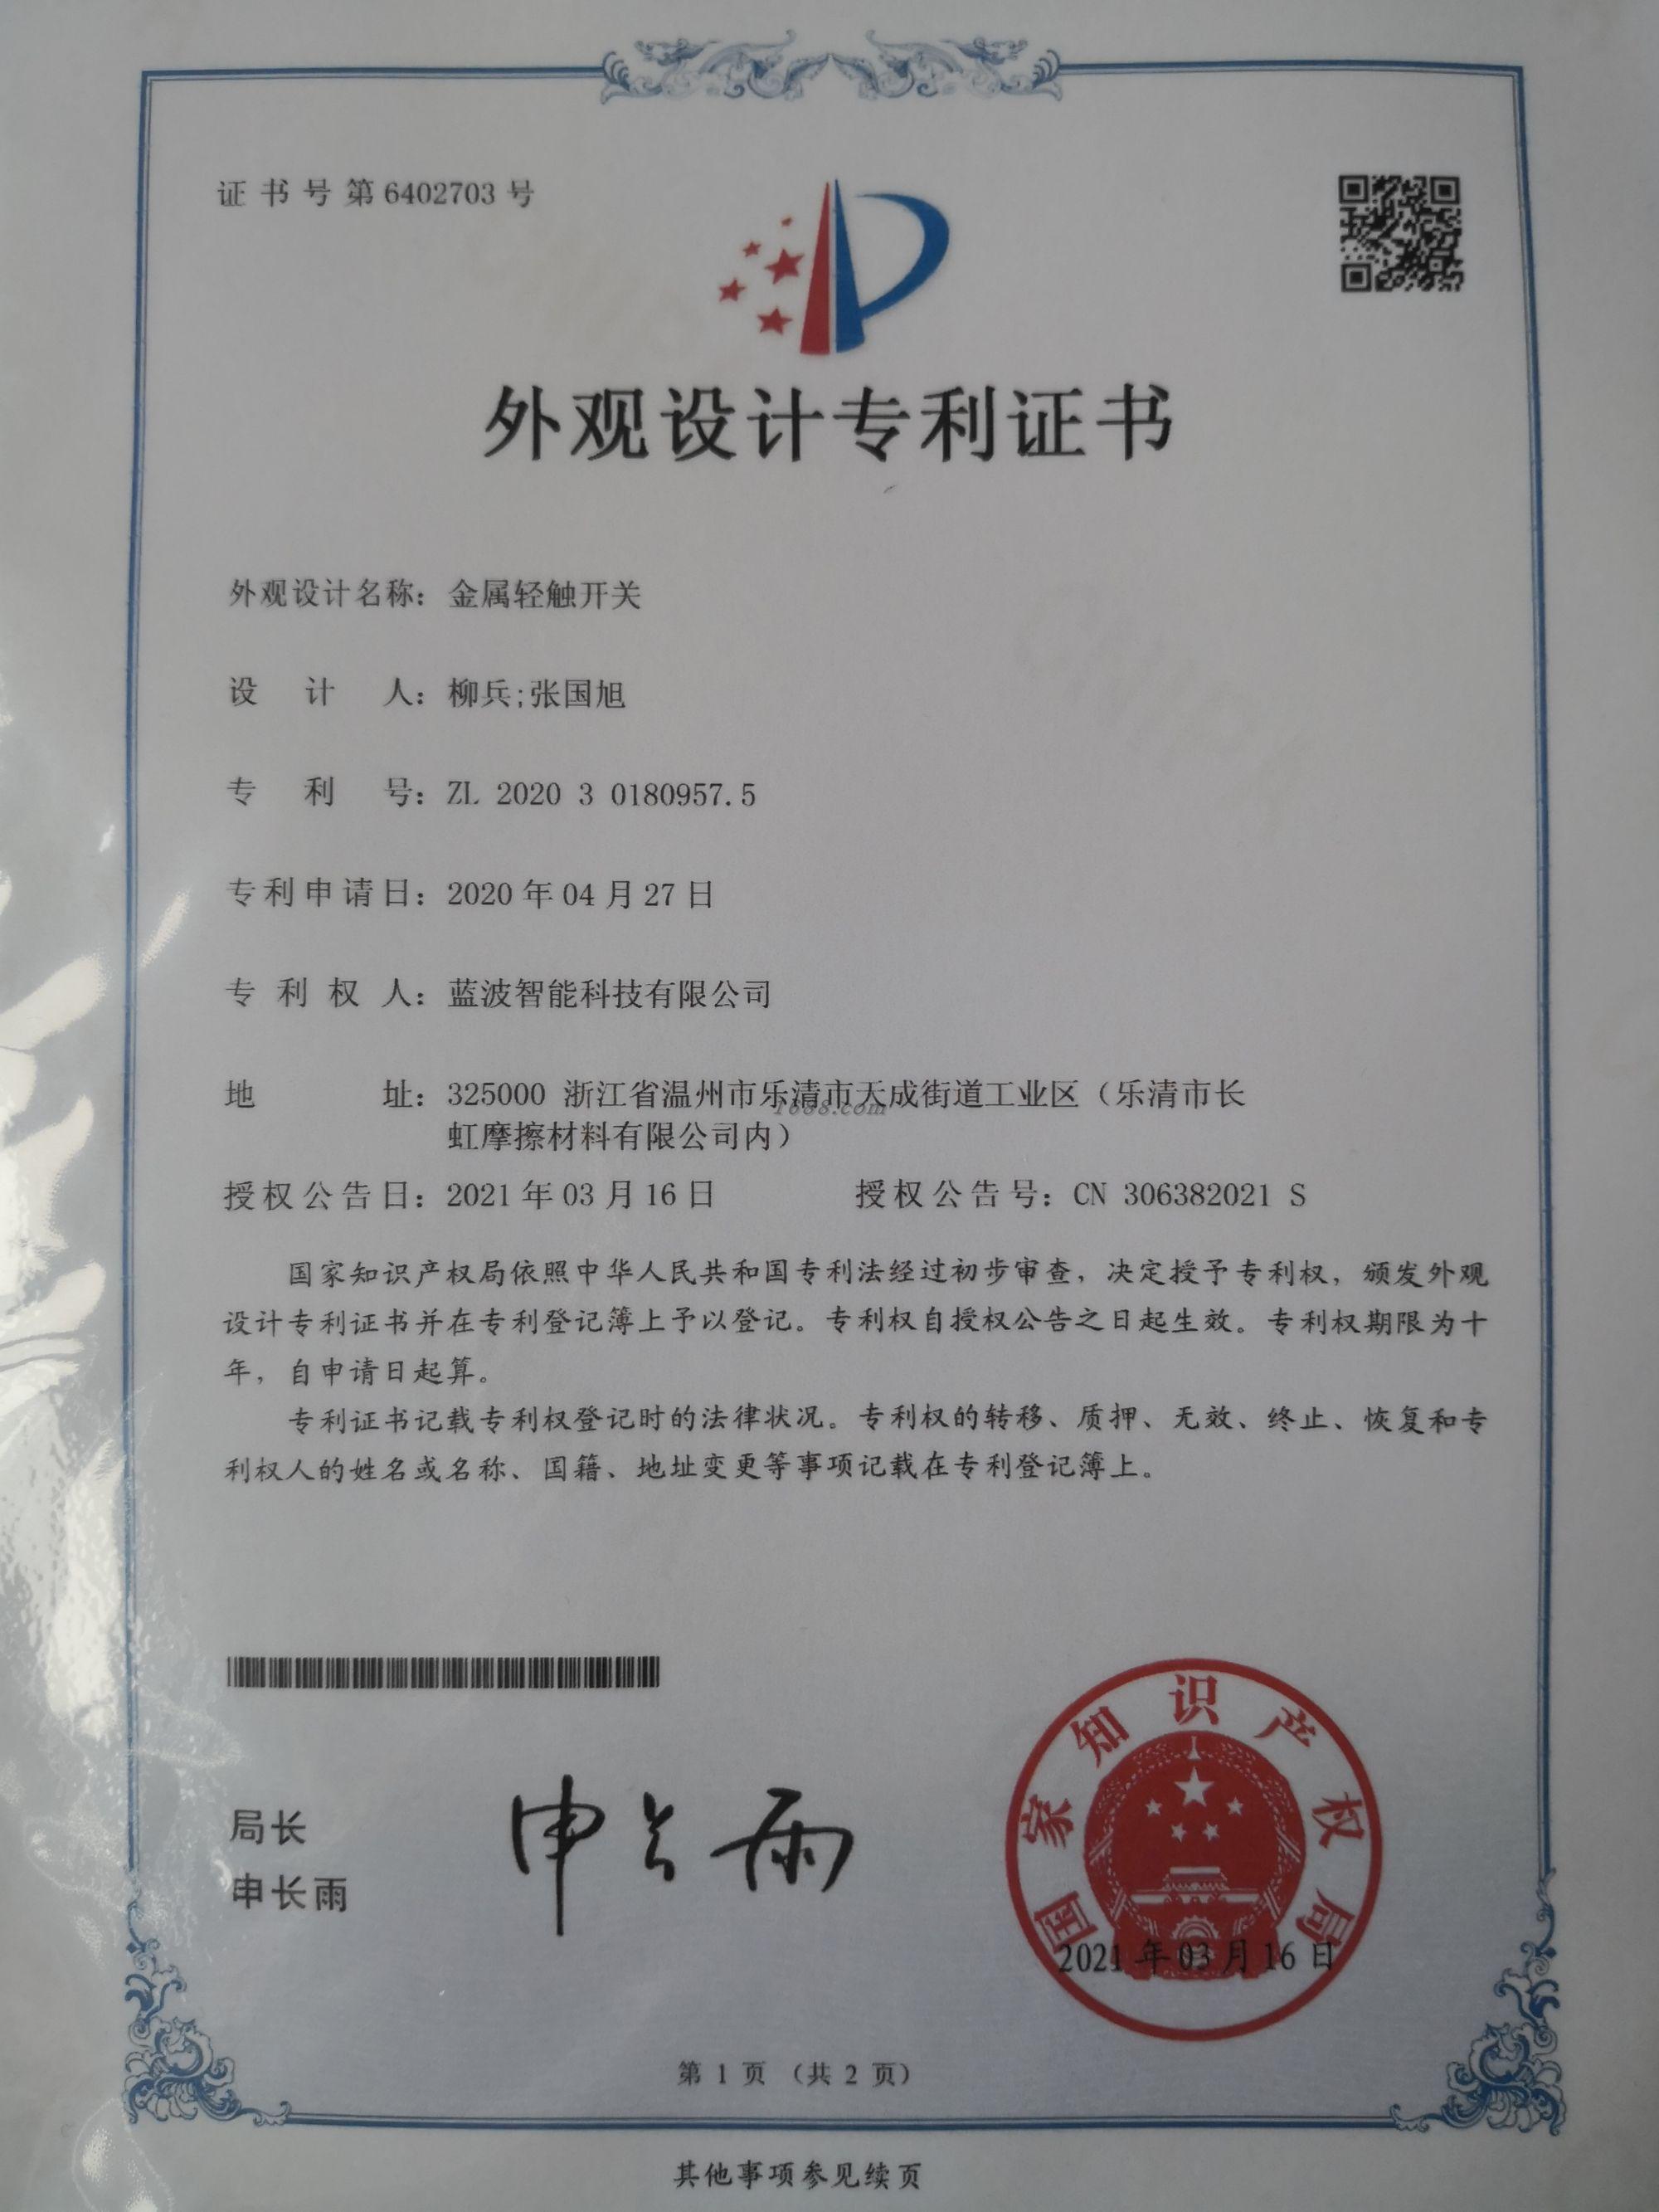 证书号第6402703号
外观设计专利证书
外观设计名称：金属轻触开关
设计人：柳兵;张国旭
专利号：ZL 2020 3 0180957.5
专利申请日：2020年04月27日
专利权人：蓝波智能科技有限公司
地址：325000 浙江省温州市乐清市天成街道工业区（乐清市长
虹摩擦材料有限公司内）
1688.com
授权公告日：2021年03月16日 授权公告号：CN 306382021 S
国家知识产权局依照中华人民共和国专利法经过初步审查，决定授予专利权，颁发外观
设计专利证书并在专利登记簿上予以登记。专利权自授权公告之日起生效。专利权期限为十
年，自申请日起算。
专利证书记载专利权登记时的法律状况。专利权的转移、质押、无效、终止、恢复和专
利权人的姓名或名称、国籍、地址变更等事项记载在专利登记簿上。
局长
申长雨
申长雨
国家知识产权局
2021年03月16日
第 1 页 （共 2 页）
其他事项参见续页